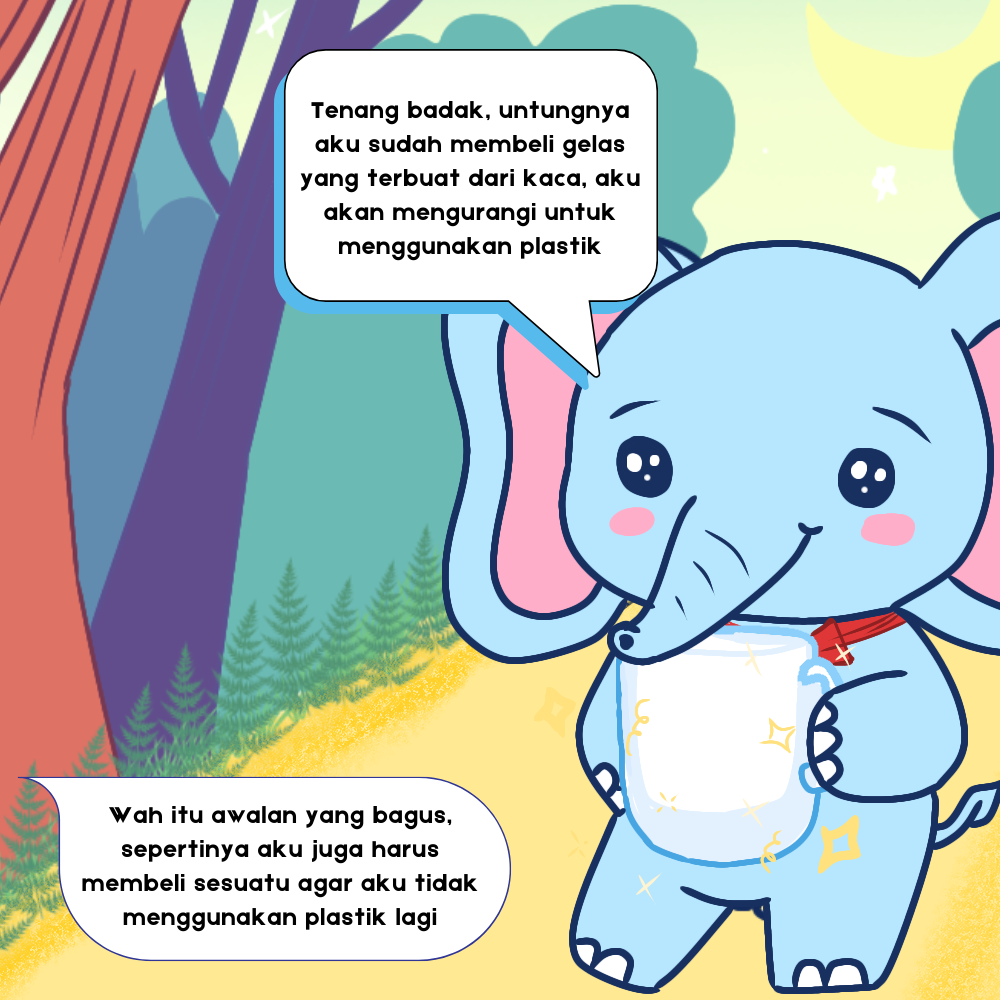 Tenang badak, untungnya
aku sudah membeli gelas
yang terbuat dari kaca, aku
akan mengurangi untuk
menggunakan plastik
Wah itu awalan yang bagus,
sepertinya aku juga harus
membeli sesuatu agar aku tidak
menggunakan plastik lagi